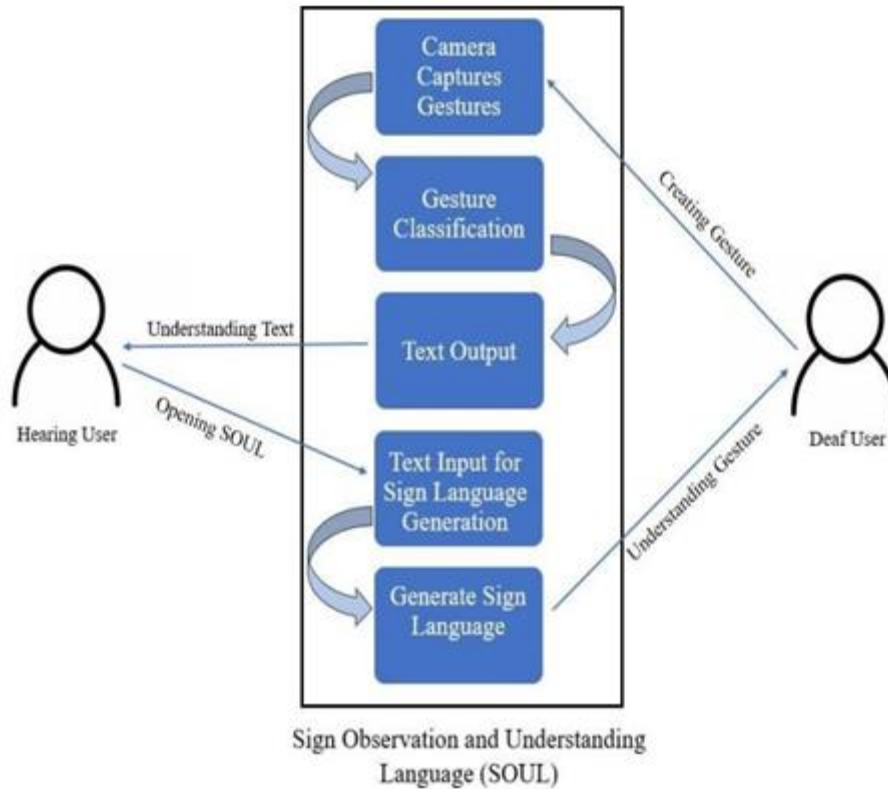 Camera
Captures
Gestures
Creating Gesture
Gesture
Classification
Understanding Text
Text Output
Hearing User
Opening SOUL
Deaf User
Text Input for
Sign Language
Generation
Understanding Gesture
Generate Sign
Language
Sign Observation and Understanding
Language (SOUL)